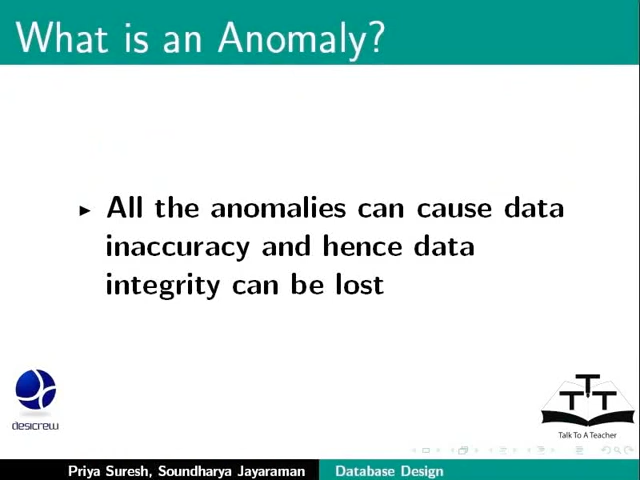 What is an Anomaly?
All the anomalies can cause data
inaccuracy and hence data
integrity can be lost
desicrew
TTT
Talk To A Teacher
Priya Suresh, Soundharya Jayaraman
Database Design